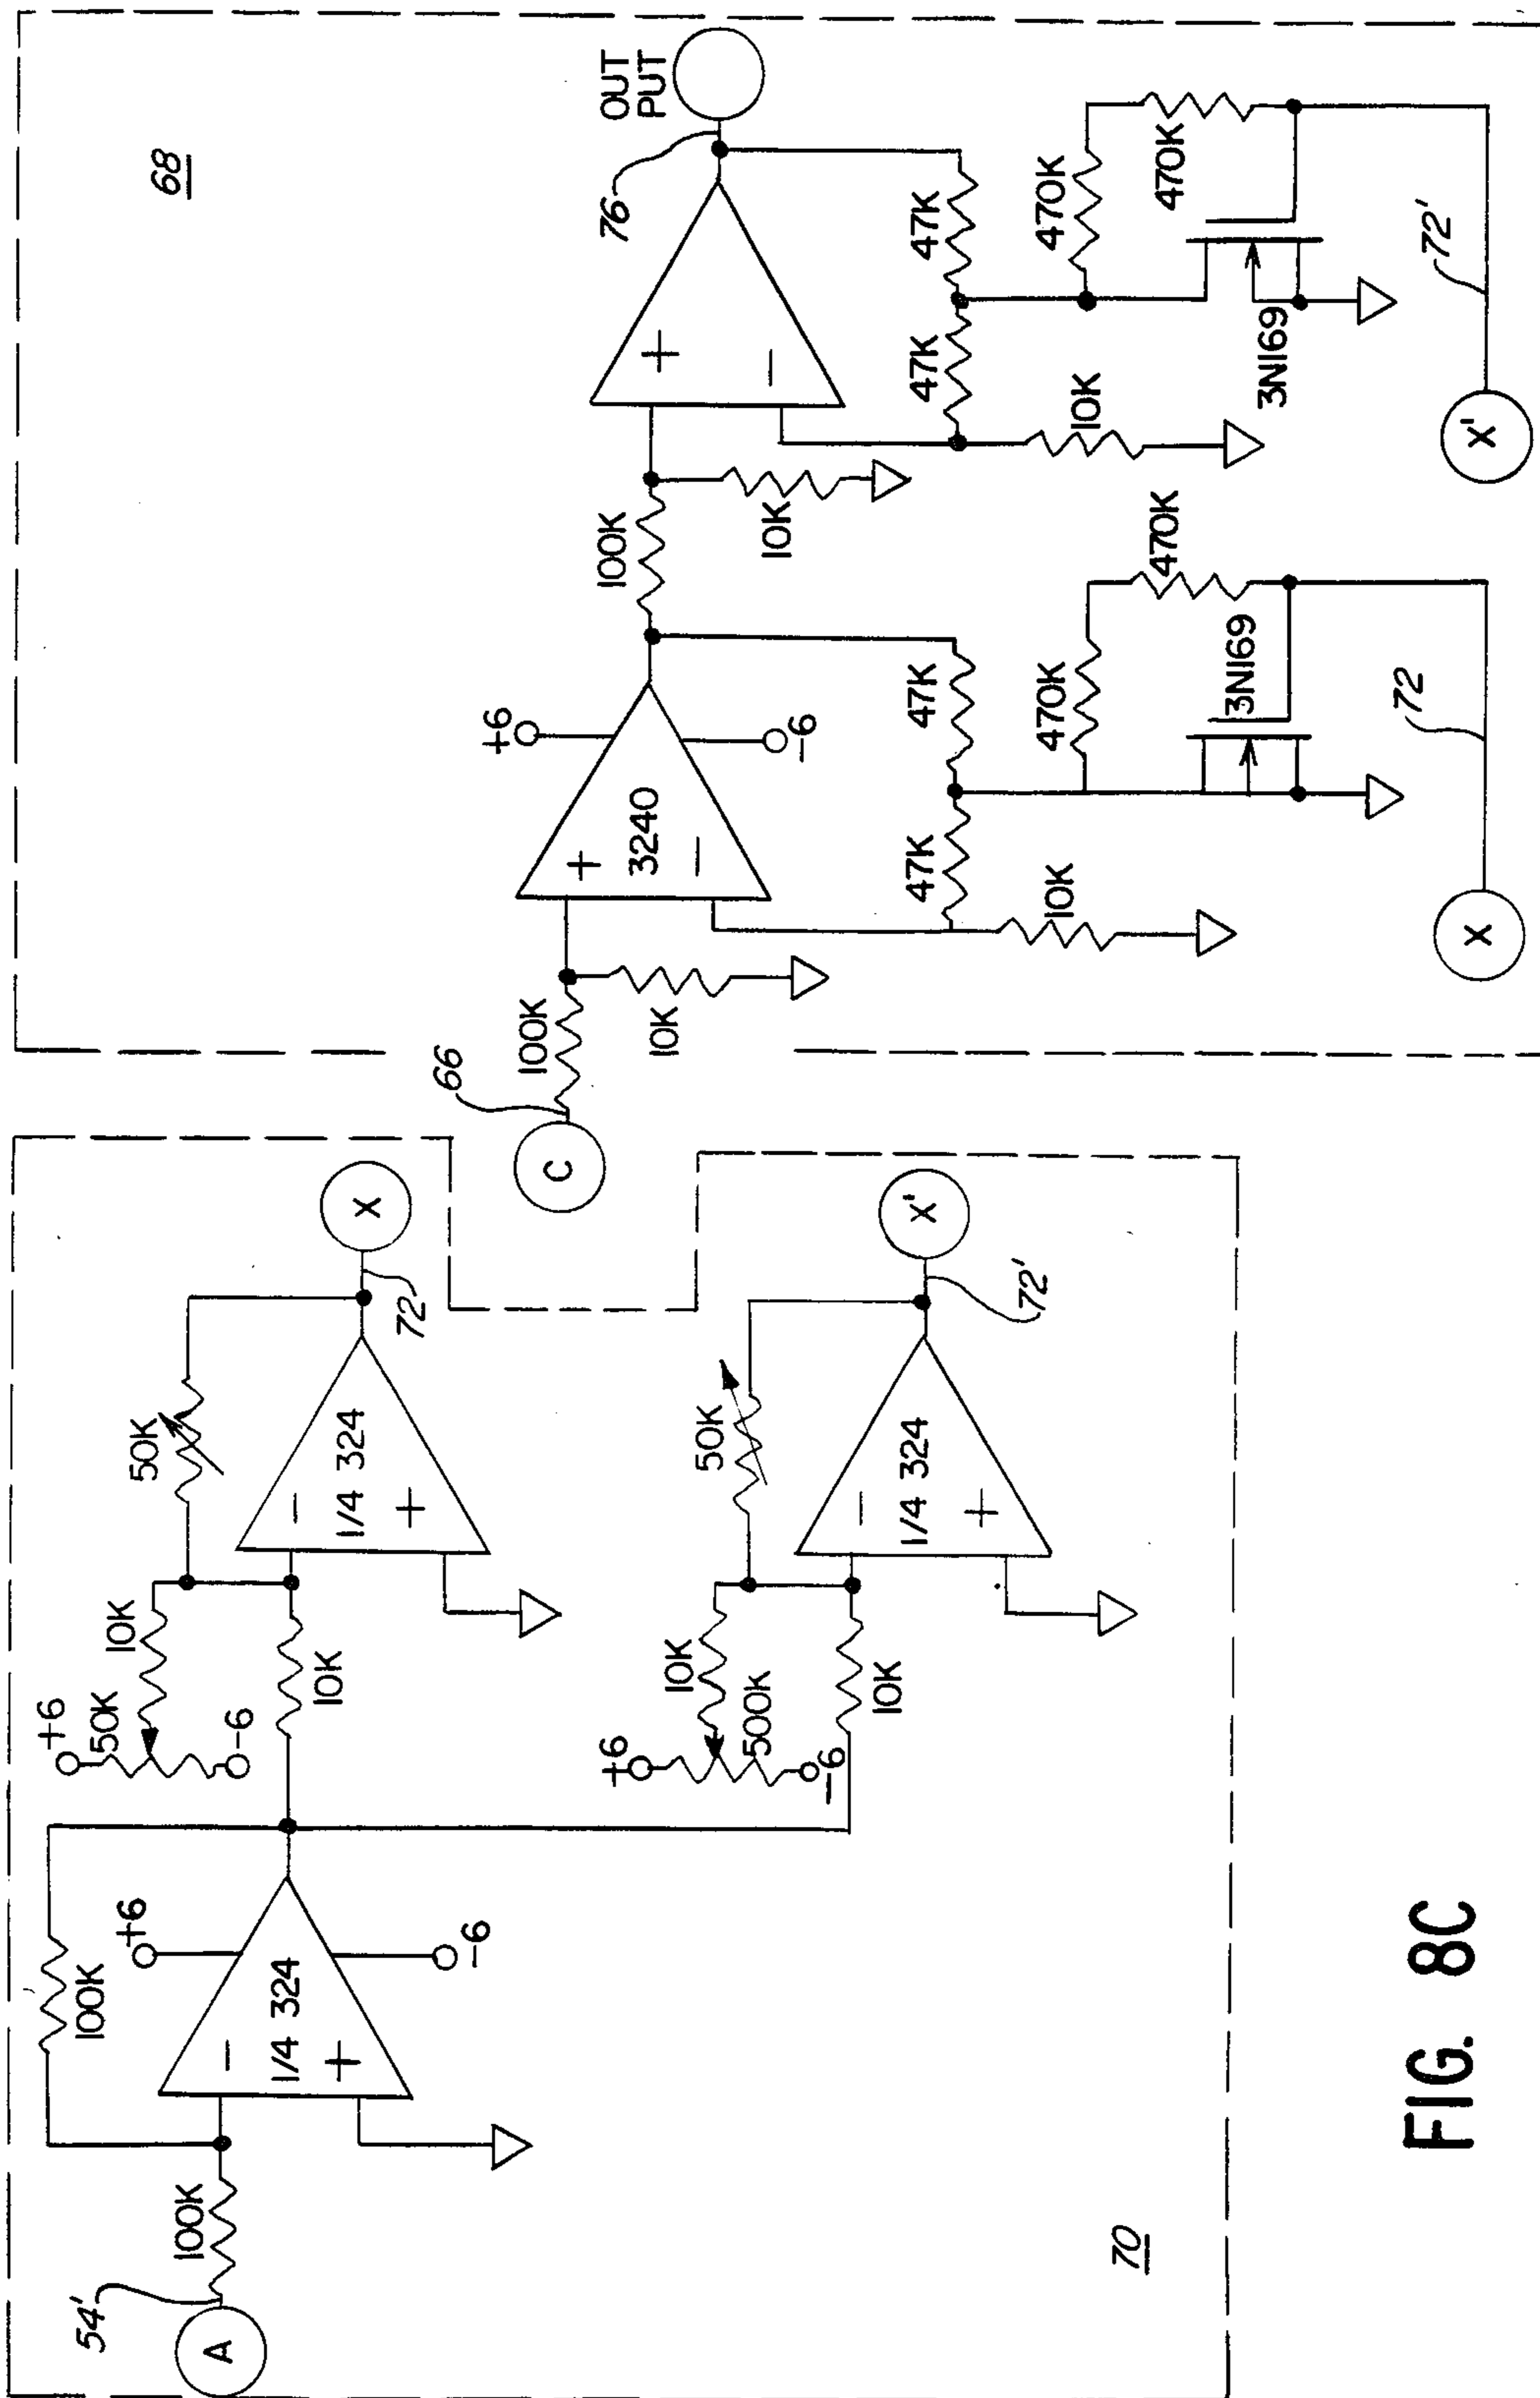 54'
A
100K
100K
+6
-
1/4 324
+
-6
+6
50K
-6
10K
10K
50K
-
1/4 324
+
72
X
+6
500K
-6
10K
10K
50K
-
1/4 324
+
72'
X'
70
68
66
C
100K
10K
+6
+
3240
-
-6
47K
47K
10K
470K
470K
3N169
72
X
100K
10K
+
-
76
OUT
PUT
47K
47K
10K
470K
470K
3N169
72'
X'
FIG. 8C